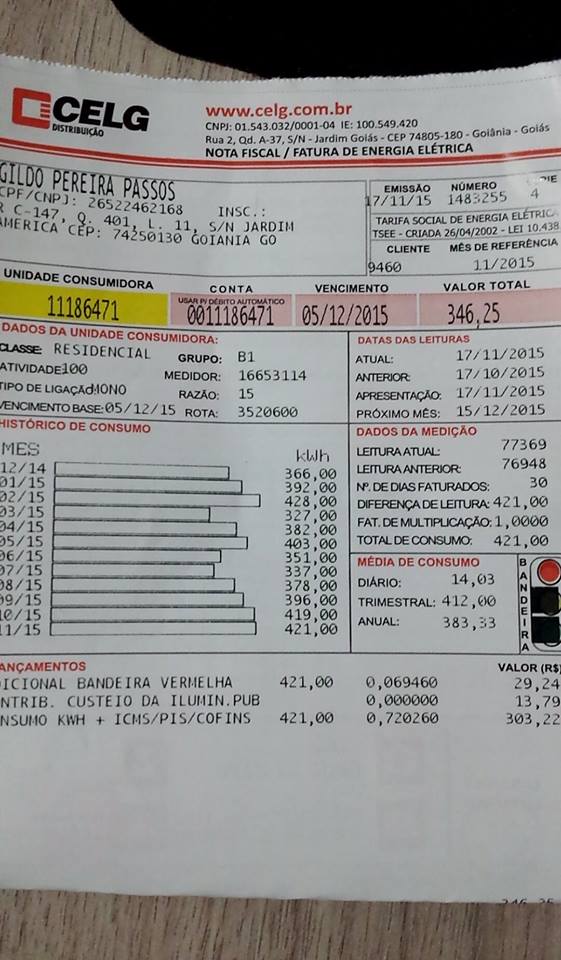 CELG
DISTRIBUIÇÃO
www.celg.com.br
CNPJ: 01.543.032/0001-04 IE: 100.549.420
Rua 2, Qd. A-37, S/N - Jardim Goiás - CEP 74805-180 - Goiânia - Goiás
NOTA FISCAL / FATURA DE ENERGIA ELÉTRICA
GILDO PEREIRA PASSOS
CPF/CNPJ: 26522462168 INSC.:
R C-147, Q. 401, L. 11, S/N JARDIM
AMERICA CEP: 74250130 GOIANIA GO
EMISSÃO NÚMERO RIE
17/11/15 1483255 4
TARIFA SOCIAL DE ENERGIA ELÉTRICA
TSEE - CRIADA 26/04/2002 - LEI 10.438
CLIENTE MÊS DE REFERÊNCIA
9460 11/2015
UNIDADE CONSUMIDORA CONTA VENCIMENTO VALOR TOTAL
USAR P/ DÉBITO AUTOMÁTICO
11186471 0011186471 05/12/2015 346,25
DADOS DA UNIDADE CONSUMIDORA:
CLASSE: RESIDENCIAL GRUPO: B1
ATIVIDADE:100 MEDIDOR: 16653114
TIPO DE LIGAÇÃO:MONO RAZÃO: 15
VENCIMENTO BASE:05/12/15 ROTA: 3520600
DATAS DAS LEITURAS
ATUAL: 17/11/2015
ANTERIOR: 17/10/2015
APRESENTAÇÃO: 17/11/2015
PRÓXIMO MÊS: 15/12/2015
HISTÓRICO DE CONSUMO
MES kWh
12/14 366,00
01/15 392,00
02/15 428,00
03/15 327,00
04/15 382,00
05/15 403,00
06/15 351,00
07/15 337,00
08/15 378,00
09/15 396,00
10/15 419,00
11/15 421,00
DADOS DA MEDIÇÃO
LEITURA ATUAL: 77369
LEITURA ANTERIOR: 76948
Nº. DE DIAS FATURADOS: 30
DIFERENÇA DE LEITURA: 421,00
FAT. DE MULTIPLICAÇÃO: 1,0000
TOTAL DE CONSUMO: 421,00
MÉDIA DE CONSUMO
DIÁRIO: 14,03
TRIMESTRAL: 412,00
ANUAL: 383,33
BANDEIRA
LANÇAMENTOS VALOR (R$)
DICIONAL BANDEIRA VERMELHA 421,00 0,069460 29,24
ONTRIB. CUSTEIO DA ILUMIN.PUB 0,000000 13,79
ONSUMO KWH + ICMS/PIS/COFINS 421,00 0,720260 303,22